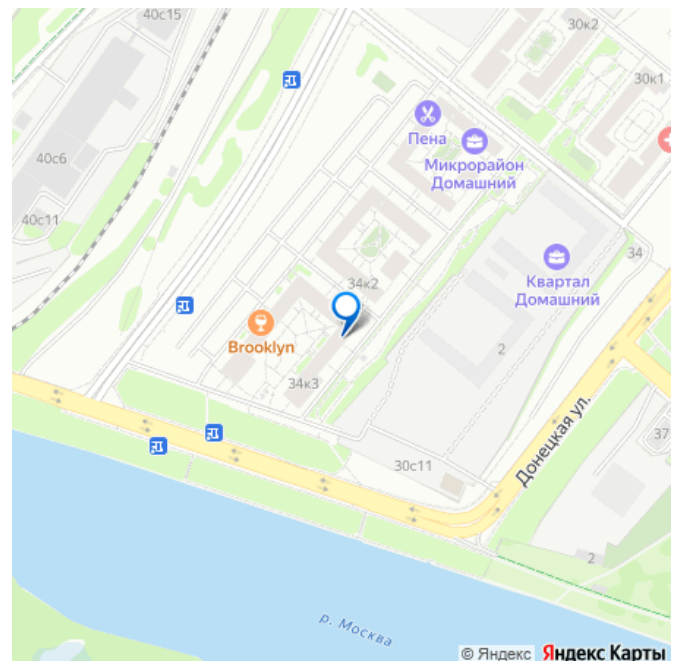 40с15
30к2
30к1
Пена
Микрорайон
Домашний
40с6
40с11
34
34к2
Квартал
Домашний
Brooklyn
2
34к3
Донецкая ул.
37
30с11
2
р. Москва
© Яндекс Яндекс Карты